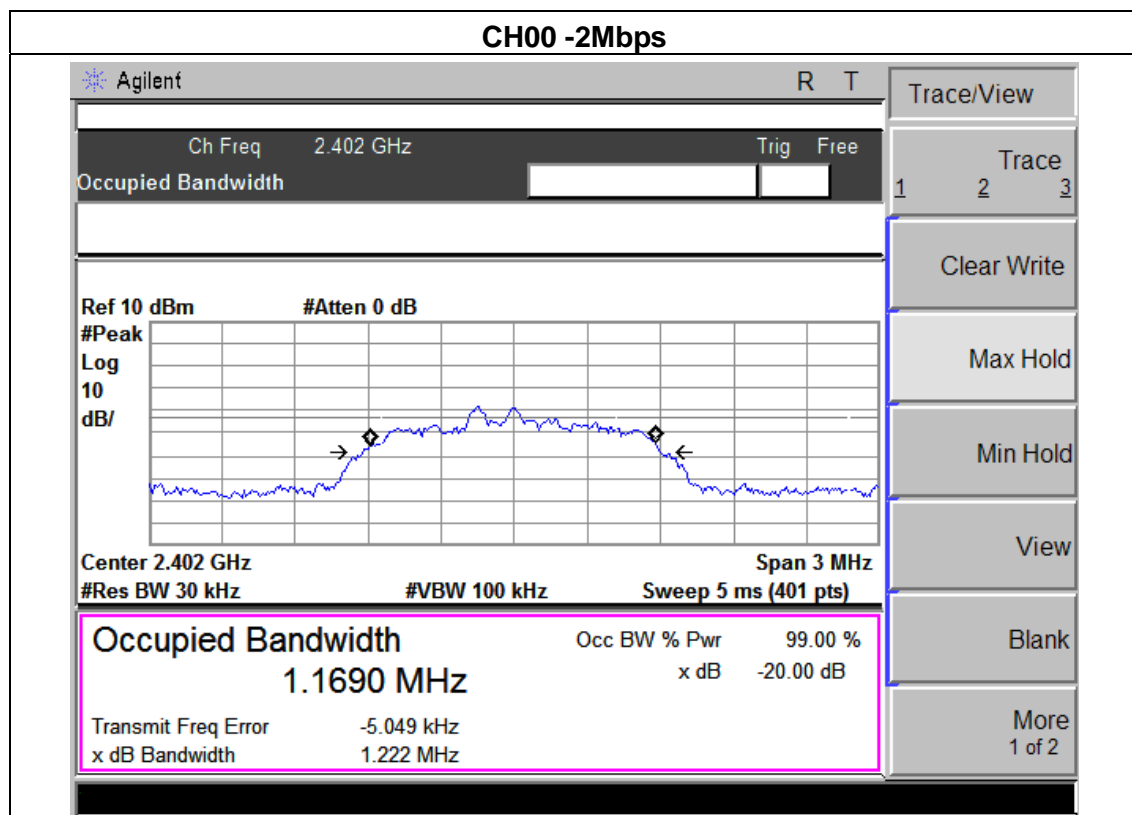 CH00 -2Mbps
Agilent R T
Trace/View
Ch Freq 2.402 GHz Trig Free
Occupied Bandwidth
Trace
1 2 3
Clear Write
Ref 10 dBm #Atten 0 dB
#Peak
Log
10
dB/
Max Hold
Min Hold
View
Center 2.402 GHz Span 3 MHz
#Res BW 30 kHz #VBW 100 kHz Sweep 5 ms (401 pts)
Occupied Bandwidth Occ BW % Pwr 99.00 %
1.1690 MHz x dB -20.00 dB
Blank
Transmit Freq Error -5.049 kHz
x dB Bandwidth 1.222 MHz
More
1 of 2